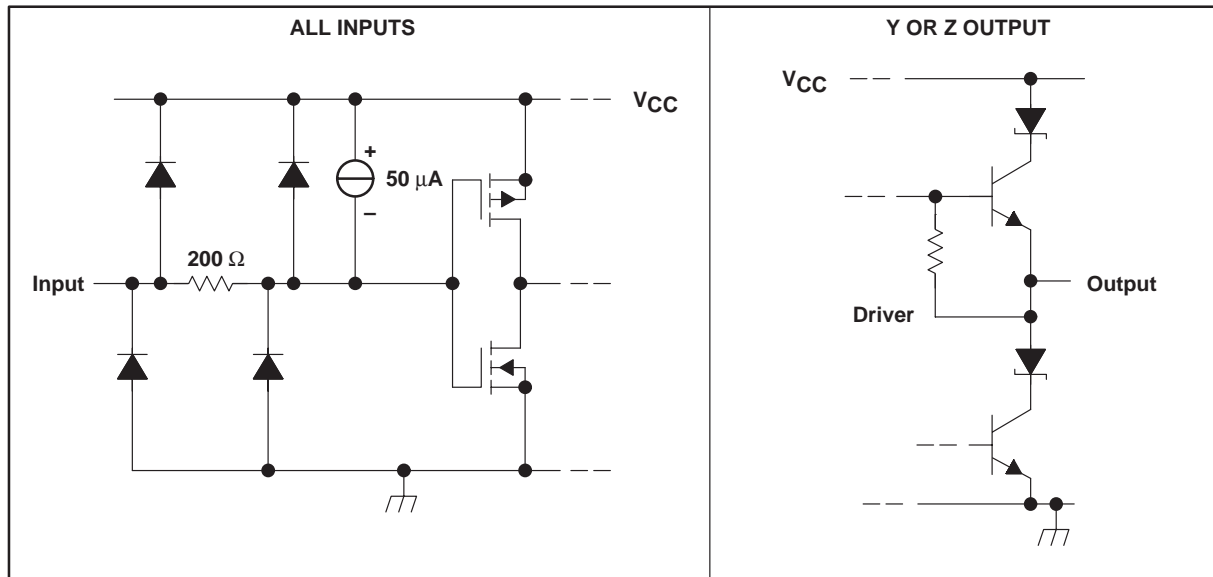 ALL INPUTS
VCC
+
50 µA
−
200 Ω
Input
Y OR Z OUTPUT
VCC
Output
Driver